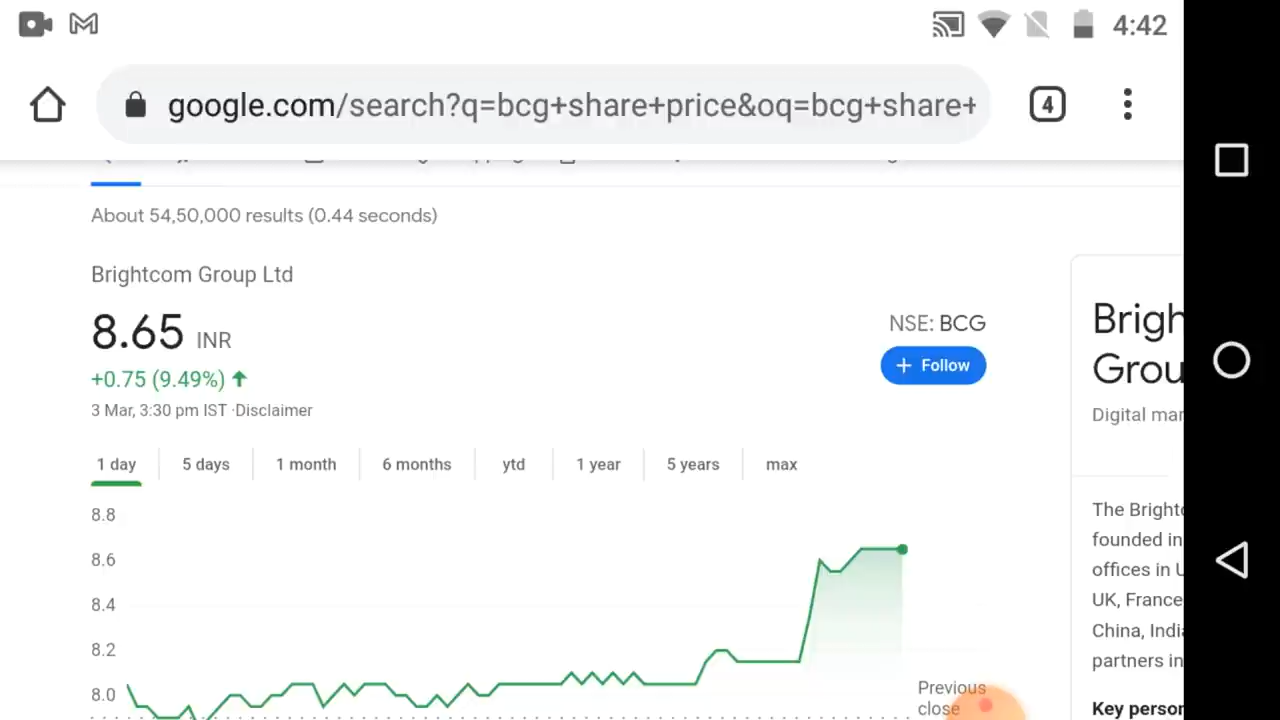 4:42
google.com/search?q=bcg+share+price&oq=bcg+share+
4
About 54,50,000 results (0.44 seconds)
Brightcom Group Ltd
8.65 INR
NSE: BCG
+0.75 (9.49%)
+ Follow
3 Mar, 3:30 pm IST ·Disclaimer
1 day 5 days 1 month 6 months ytd 1 year 5 years max
8.8
8.6
8.4
8.2
8.0
Previous
close
Brigh
Grou
Digital mar
The Brightc
founded in
offices in U
UK, France
China, Indi
partners in
Key person